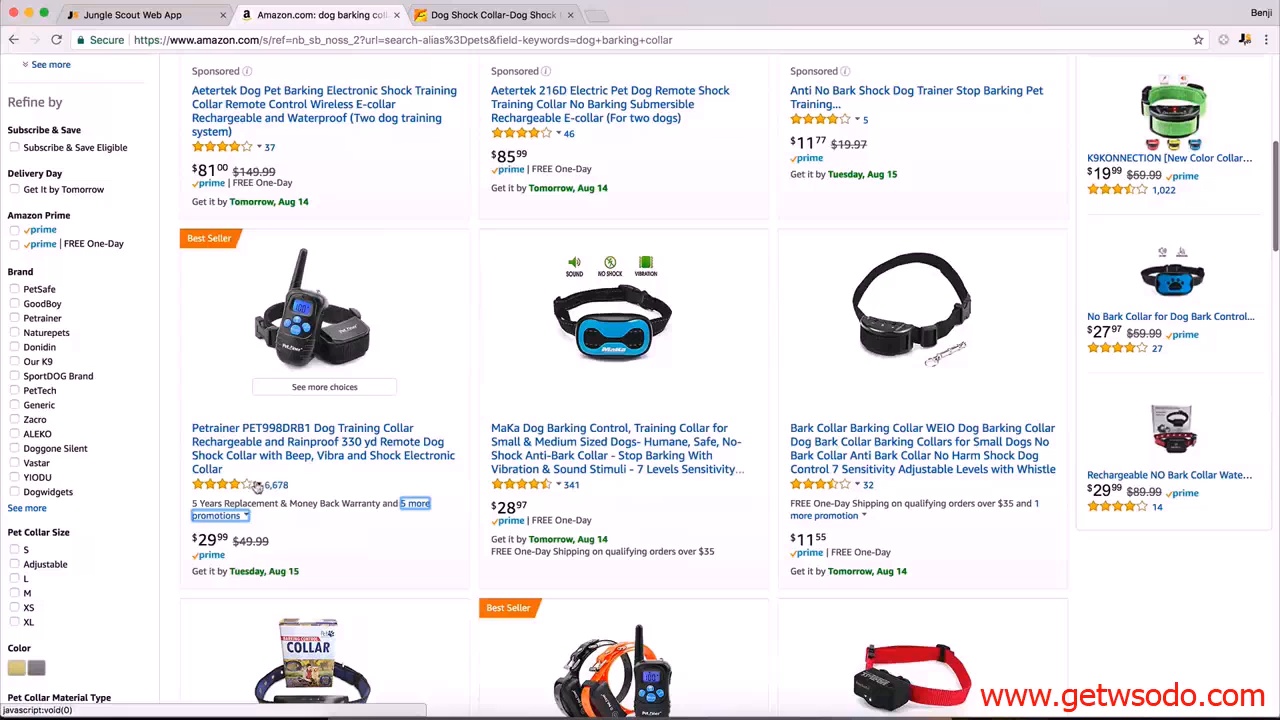 Jungle Scout Web App
Amazon.com: dog barking coll
Dog Shock Collar-Dog Shock
Benji
Secure
https://www.amazon.com/s/ref=nb_sb_noss_2?url=search-alias%3Dpets&field-keywords=dog+barking+collar
See more
Refine by
Subscribe & Save
Subscribe & Save Eligible
Delivery Day
Get It by Tomorrow
Amazon Prime
prime
prime | FREE One-Day
Brand
PetSafe
GoodBoy
Petrainer
Naturepets
Donidin
Our K9
SportDOG Brand
PetTech
Generic
Zacro
ALEKO
Doggone Silent
Vastar
YIODU
Dogwidgets
See more
Pet Collar Size
S
Adjustable
L
M
XS
XL
Color
Pet Collar Material Type
javascript:void(0)
Sponsored
Aetertek Dog Pet Barking Electronic Shock Training
Collar Remote Control Wireless E-collar
Rechargeable and Waterproof (Two dog training
system)
37
$81.00 $149.99
prime | FREE One-Day
Get it by Tomorrow, Aug 14
Sponsored
Aetertek 216D Electric Pet Dog Remote Shock
Training Collar No Barking Submersible
Rechargeable E-collar (For two dogs)
46
$85.99
prime | FREE One-Day
Get it by Tomorrow, Aug 14
Sponsored
Anti No Bark Shock Dog Trainer Stop Barking Pet
Training...
5
$11.77 $19.97
prime
Get it by Tuesday, Aug 15
Best Seller
See more choices
Petrainer PET998DRB1 Dog Training Collar
Rechargeable and Rainproof 330 yd Remote Dog
Shock Collar with Beep, Vibra and Shock Electronic
Collar
6,678
5 Years Replacement & Money Back Warranty and 5 more
promotions
$29.99 $49.99
prime
Get it by Tuesday, Aug 15
SOUND NO SHOCK VIBRATION
MaKa
MaKa Dog Barking Control, Training Collar for
Small & Medium Sized Dogs- Humane, Safe, No-
Shock Anti-Bark Collar - Stop Barking With
Vibration & Sound Stimuli - 7 Levels Sensitivity...
341
$28.97
prime | FREE One-Day
Get it by Tomorrow, Aug 14
FREE One-Day Shipping on qualifying orders over $35
Bark Collar Barking Collar WEIO Dog Barking Collar
Dog Bark Collar Barking Collars for Small Dogs No
Bark Collar Anti Bark Collar No Harm Shock Dog
Control 7 Sensitivity Adjustable Levels with Whistle
32
FREE One-Day Shipping on qualifying orders over $35 and 1
more promotion
$11.55
prime | FREE One-Day
Get it by Tomorrow, Aug 14
COLLAR
Best Seller
K9KONNECTION [New Color Collar...
$19.99 $59.99 prime
1,022
No Bark Collar for Dog Bark Control...
$27.97 $59.99 prime
27
Rechargeable NO Bark Collar Wate...
$29.99 $89.99 prime
14
www.getwsodo.com